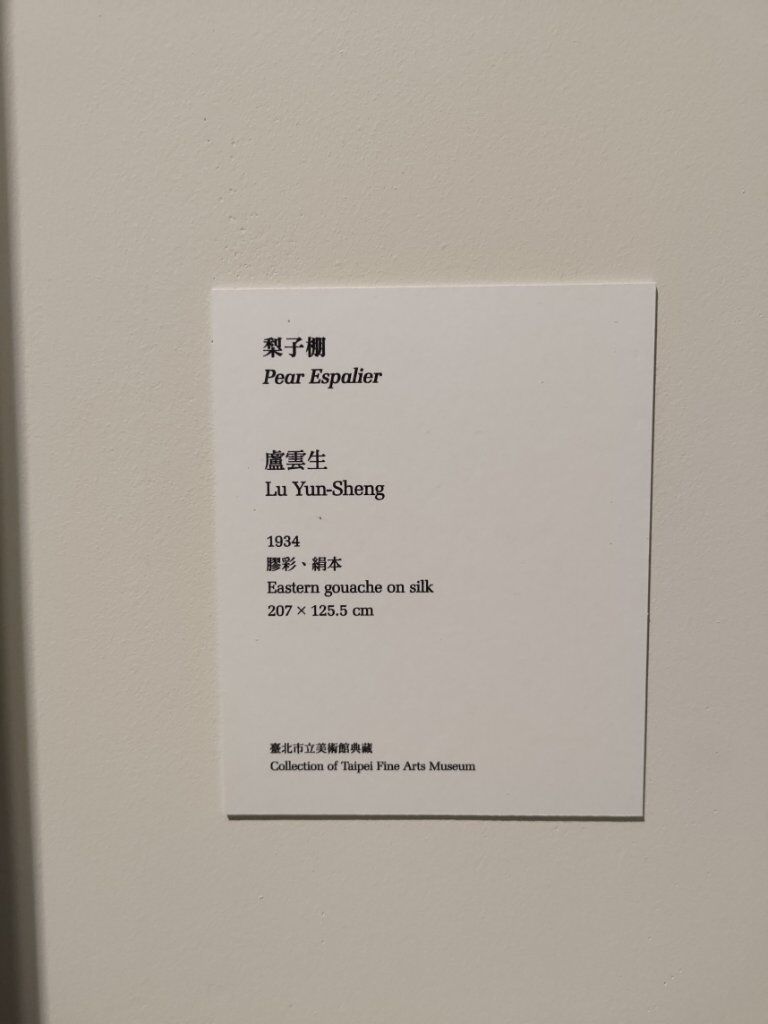 梨子棚
Pear Espalier
盧雲生
Lu Yun-Sheng
1934
膠彩、絹本
Eastern gouache on silk
207 × 125.5 cm
臺北市立美術館典藏
Collection of Taipei Fine Arts Museum